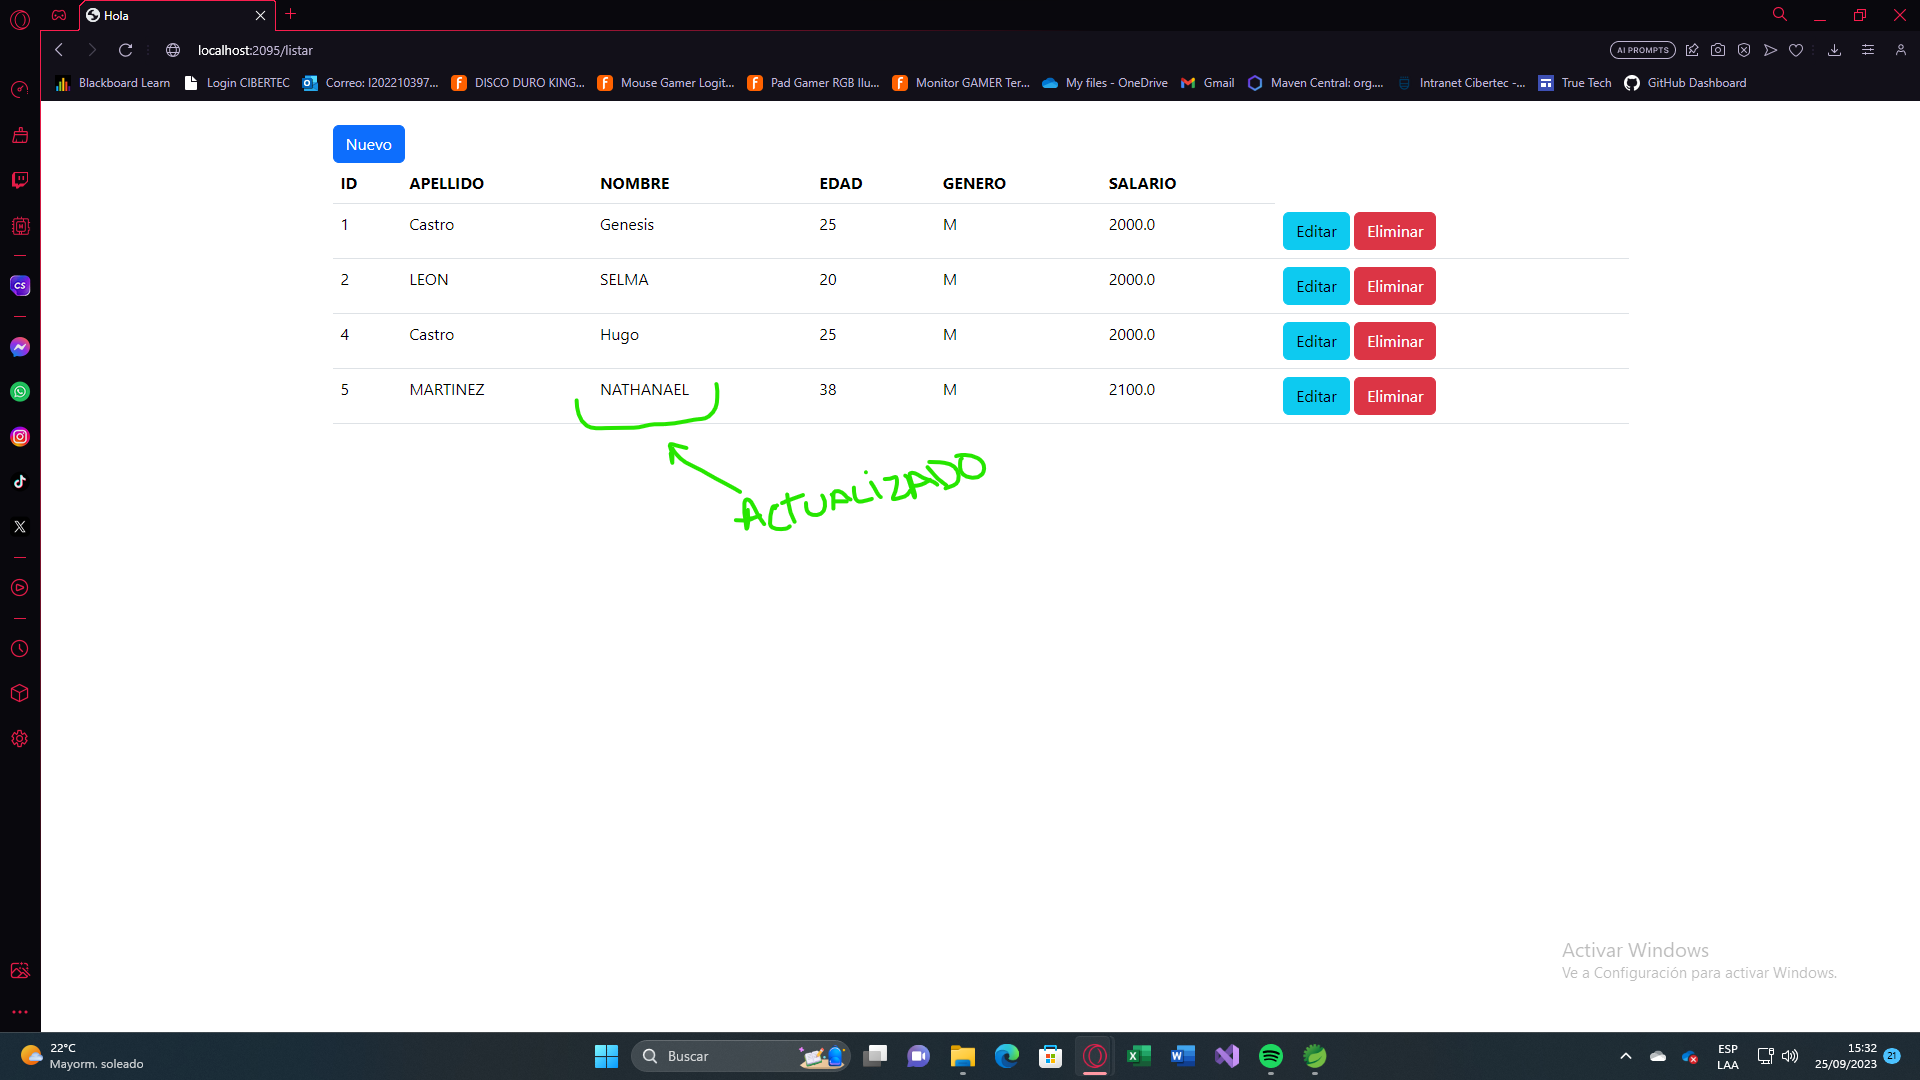 Hola
localhost:2095/listar
AI PROMPTS
Blackboard Learn
Login CIBERTEC
Correo: I202210397...
DISCO DURO KING...
Mouse Gamer Logit...
Pad Gamer RGB Ilu...
Monitor GAMER Ter...
My files - OneDrive
Gmail
Maven Central: org....
Intranet Cibertec -...
True Tech
GitHub Dashboard
Nuevo
ID APELLIDO NOMBRE EDAD GENERO SALARIO
1 Castro Genesis 25 M 2000.0 Editar Eliminar
2 LEON SELMA 20 M 2000.0 Editar Eliminar
4 Castro Hugo 25 M 2000.0 Editar Eliminar
5 MARTINEZ NATHANAEL 38 M 2100.0 Editar Eliminar
ACTUALIZADO
Activar Windows
Ve a Configuración para activar Windows.
22°C
Mayorm. soleado
Buscar
ESP
LAA
15:32
25/09/2023
21